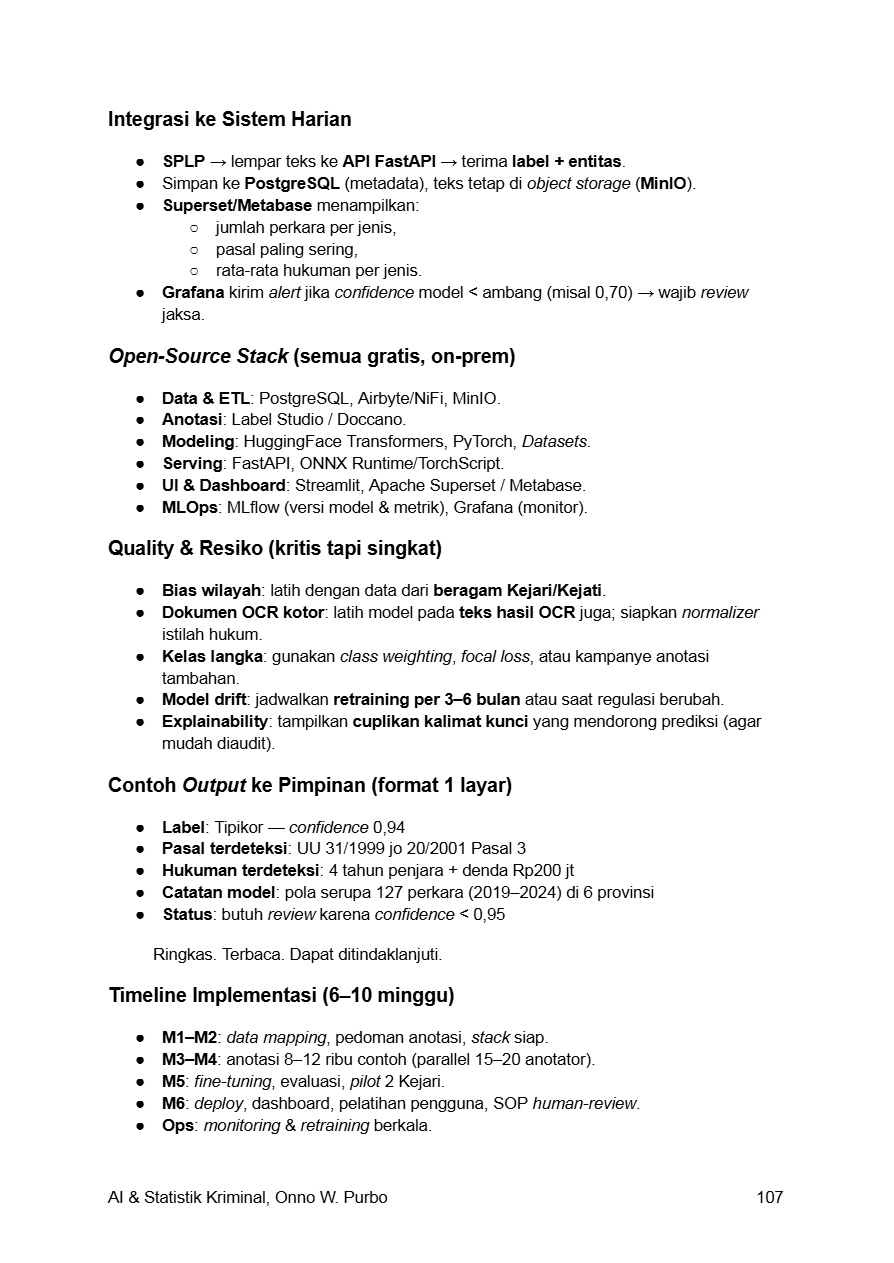 Integrasi ke Sistem Harian
● SPLP → lempar teks ke API FastAPI → terima label + entitas.
● Simpan ke PostgreSQL (metadata), teks tetap di object storage (MinIO).
● Superset/Metabase menampilkan:
○ jumlah perkara per jenis,
○ pasal paling sering,
○ rata-rata hukuman per jenis.
● Grafana kirim alert jika confidence model < ambang (misal 0,70) → wajib review
jaksa.
Open-Source Stack (semua gratis, on-prem)
● Data & ETL: PostgreSQL, Airbyte/NiFi, MinIO.
● Anotasi: Label Studio / Doccano.
● Modeling: HuggingFace Transformers, PyTorch, Datasets.
● Serving: FastAPI, ONNX Runtime/TorchScript.
● UI & Dashboard: Streamlit, Apache Superset / Metabase.
● MLOps: MLflow (versi model & metrik), Grafana (monitor).
Quality & Resiko (kritis tapi singkat)
● Bias wilayah: latih dengan data dari beragam Kejari/Kejati.
● Dokumen OCR kotor: latih model pada teks hasil OCR juga; siapkan normalizer
istilah hukum.
● Kelas langka: gunakan class weighting, focal loss, atau kampanye anotasi
tambahan.
● Model drift: jadwalkan retraining per 3–6 bulan atau saat regulasi berubah.
● Explainability: tampilkan cuplikan kalimat kunci yang mendorong prediksi (agar
mudah diaudit).
Contoh Output ke Pimpinan (format 1 layar)
● Label: Tipikor — confidence 0,94
● Pasal terdeteksi: UU 31/1999 jo 20/2001 Pasal 3
● Hukuman terdeteksi: 4 tahun penjara + denda Rp200 jt
● Catatan model: pola serupa 127 perkara (2019–2024) di 6 provinsi
● Status: butuh review karena confidence < 0,95
Ringkas. Terbaca. Dapat ditindaklanjuti.
Timeline Implementasi (6–10 minggu)
● M1–M2: data mapping, pedoman anotasi, stack siap.
● M3–M4: anotasi 8–12 ribu contoh (parallel 15–20 anotator).
● M5: fine-tuning, evaluasi, pilot 2 Kejari.
● M6: deploy, dashboard, pelatihan pengguna, SOP human-review.
● Ops: monitoring & retraining berkala.
AI & Statistik Kriminal, Onno W. Purbo 107